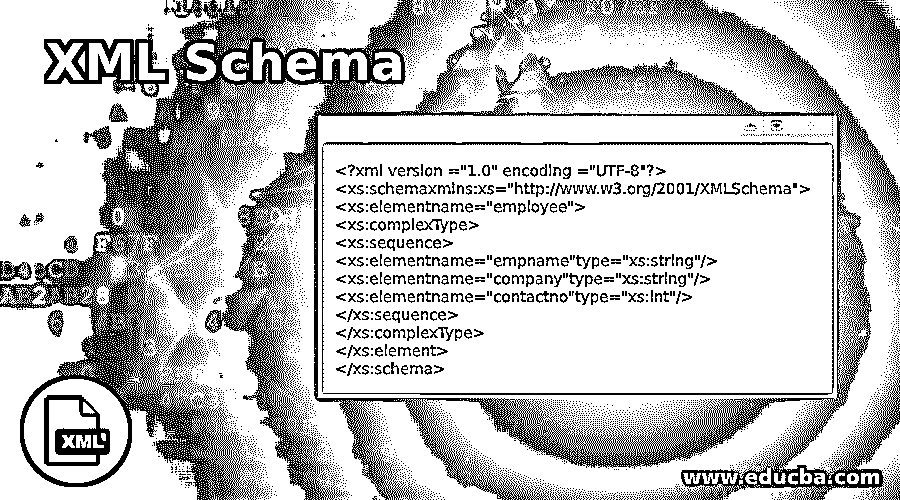 XML Schema
<?xml version ="1.0" encoding ="UTF-8"?>
<xs:schemaxmlns:xs="http://www.w3.org/2001/XMLSchema">
<xs:elementname="employee">
<xs:complexType>
<xs:sequence>
<xs:elementname="empname"type="xs:string"/>
<xs:elementname="company"type="xs:string"/>
<xs:elementname="contactno"type="xs:int"/>
</xs:sequence>
</xs:complexType>
</xs:element>
</xs:schema>
XML
www.educba.com